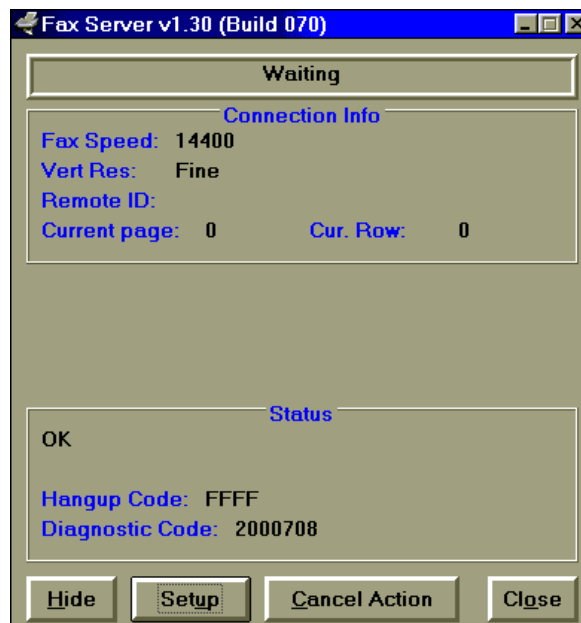 Fax Server v1.30 (Build 070)
Waiting
Connection Info
Fax Speed: 14400
Vert Res: Fine
Remote ID:
Current page: 0 Cur. Row: 0
Status
OK
Hangup Code: FFFF
Diagnostic Code: 2000708
Hide Setup Cancel Action Close